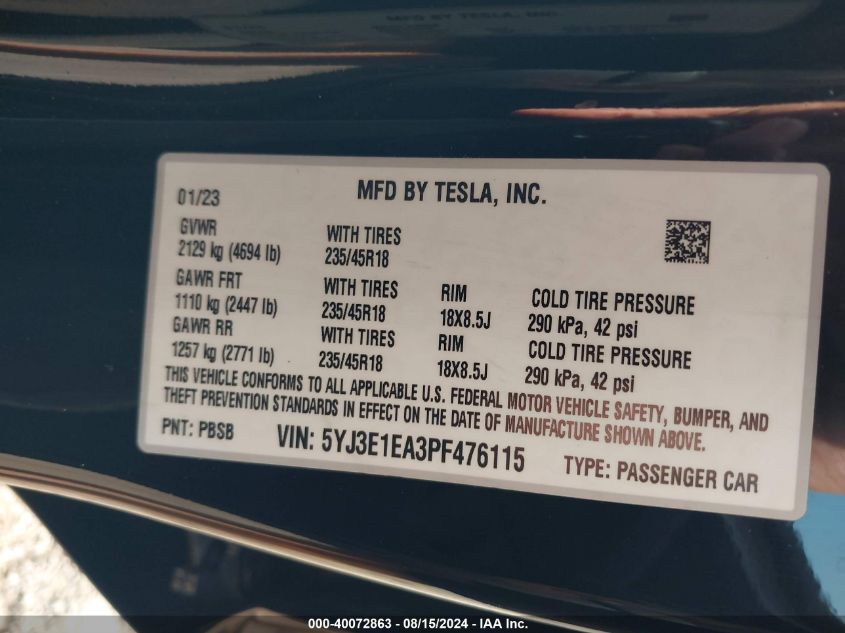 MFD BY TESLA, INC.
01/23
MFD BY TESLA, INC.
GVWR
2129 kg (4694 lb)
WITH TIRES
235/45R18
GAWR FRT
1110 kg (2447 lb)
WITH TIRES
235/45R18
RIM
18X8.5J
COLD TIRE PRESSURE
290 kPa, 42 psi
GAWR RR
1257 kg (2771 lb)
WITH TIRES
235/45R18
RIM
18X8.5J
COLD TIRE PRESSURE
290 kPa, 42 psi
THIS VEHICLE CONFORMS TO ALL APPLICABLE U.S. FEDERAL MOTOR VEHICLE SAFETY, BUMPER, AND
THEFT PREVENTION STANDARDS IN EFFECT ON THE DATE OF MANUFACTURE SHOWN ABOVE.
PNT: PBSB
VIN: 5YJ3E1EA3PF476115
TYPE: PASSENGER CAR
000-40072863 - 08/15/2024 - IAA Inc.